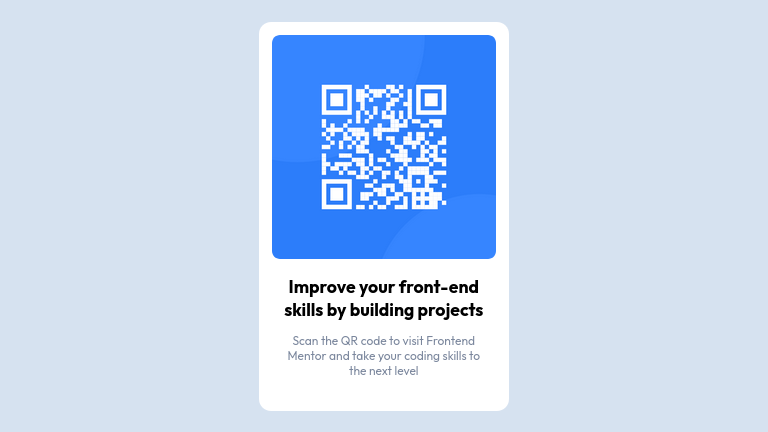 Improve your front-end
skills by building projects
Scan the QR code to visit Frontend
Mentor and take your coding skills to
the next level